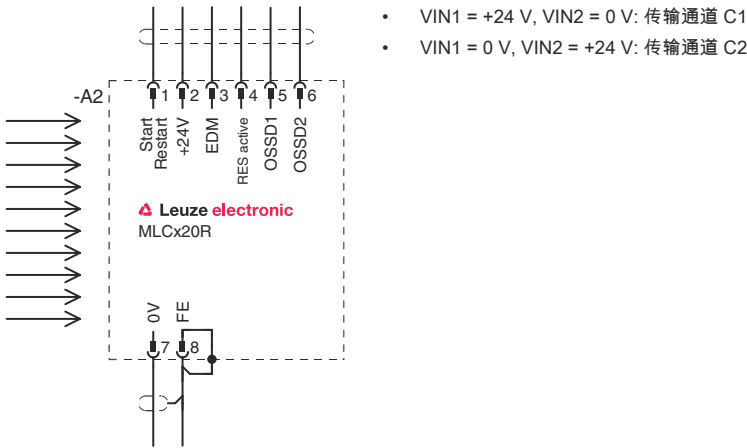 • VIN1 = +24 V, VIN2 = 0 V: 传输通道 C1
• VIN1 = 0 V, VIN2 = +24 V: 传输通道 C2
-A2
1 2 3 4 5 6
Start
Restart
+24V
EDM
RES active
OSSD1
OSSD2
Leuze electronic
MLCx20R
0V
FE
7 8